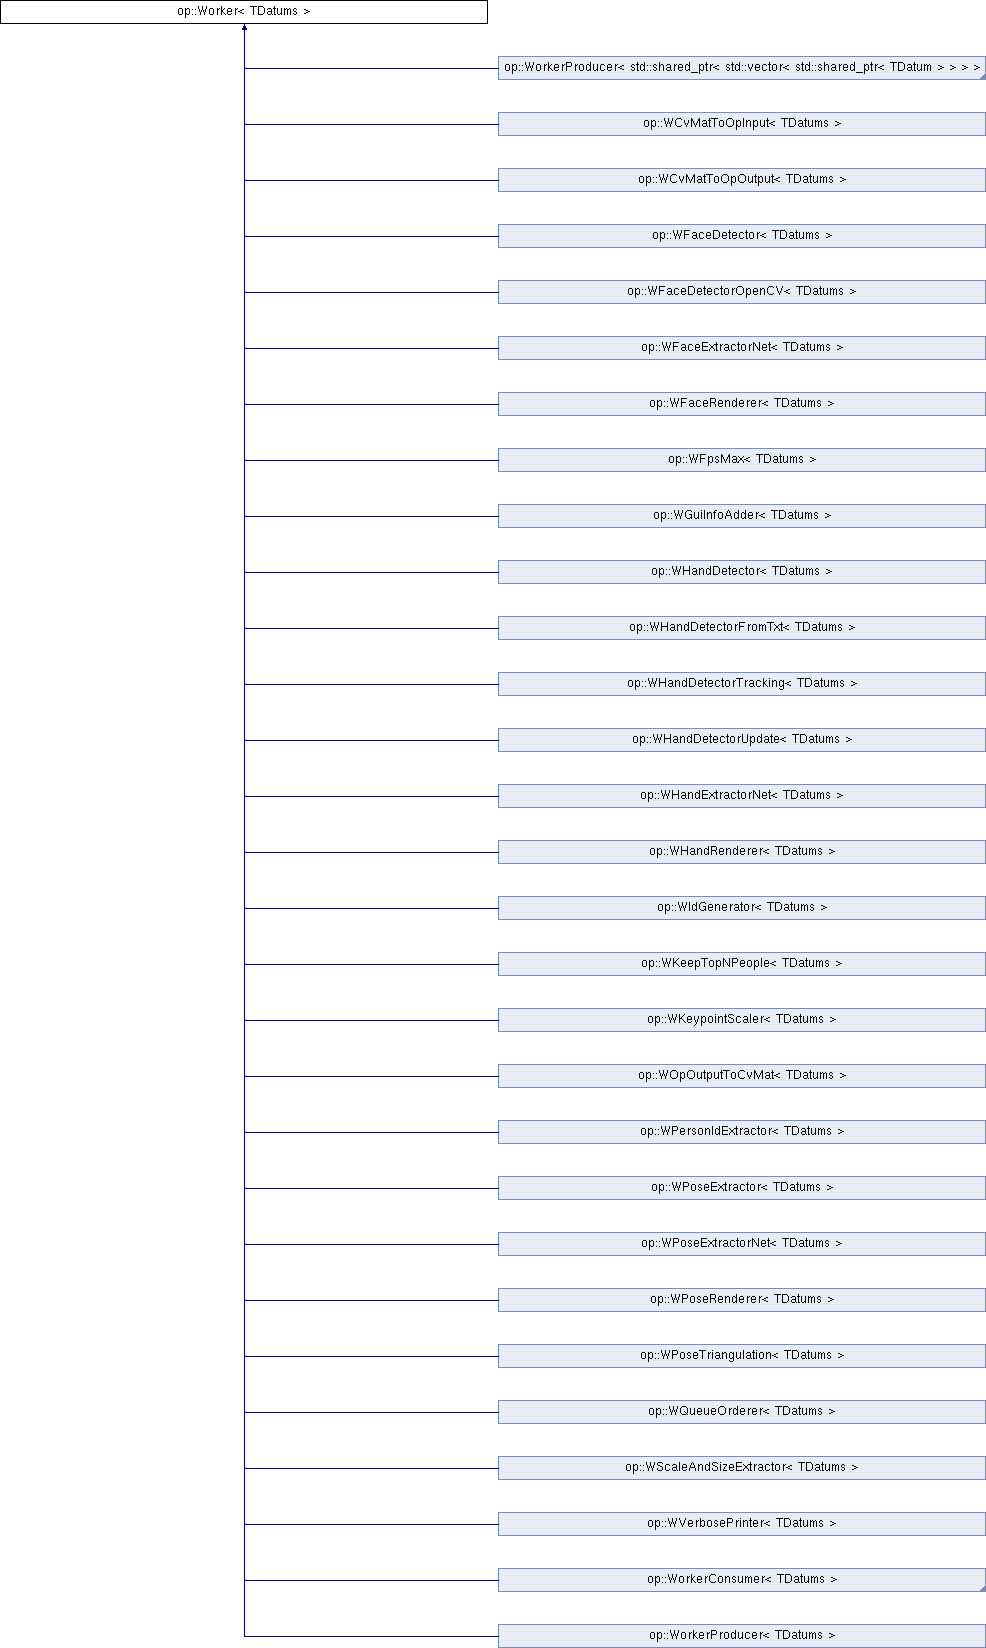 op::Worker< TDatums >
op::WorkerProducer< std::shared_ptr< std::vector< std::shared_ptr< TDatum > > > >
op::WCvMatToOpInput< TDatums >
op::WCvMatToOpOutput< TDatums >
op::WFaceDetector< TDatums >
op::WFaceDetectorOpenCV< TDatums >
op::WFaceExtractorNet< TDatums >
op::WFaceRenderer< TDatums >
op::WFpsMax< TDatums >
op::WGuiInfoAdder< TDatums >
op::WHandDetector< TDatums >
op::WHandDetectorFromTxt< TDatums >
op::WHandDetectorTracking< TDatums >
op::WHandDetectorUpdate< TDatums >
op::WHandExtractorNet< TDatums >
op::WHandRenderer< TDatums >
op::WIdGenerator< TDatums >
op::WKeepTopNPeople< TDatums >
op::WKeypointScaler< TDatums >
op::WOpOutputToCvMat< TDatums >
op::WPersonIdExtractor< TDatums >
op::WPoseExtractor< TDatums >
op::WPoseExtractorNet< TDatums >
op::WPoseRenderer< TDatums >
op::WPoseTriangulation< TDatums >
op::WQueueOrderer< TDatums >
op::WScaleAndSizeExtractor< TDatums >
op::WVerbosePrinter< TDatums >
op::WorkerConsumer< TDatums >
op::WorkerProducer< TDatums >